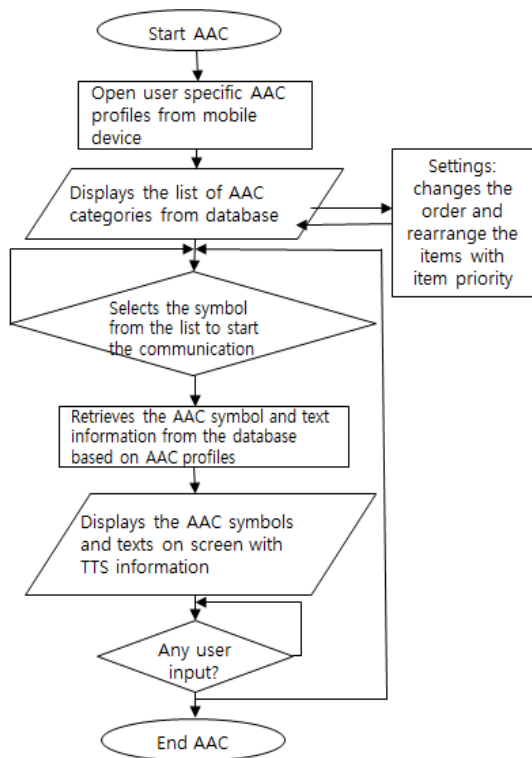 Start AAC
Open user specific AAC
profiles from mobile
device
Displays the list of AAC
categories from database
Settings:
changes the
order and
rearrange the
items with
item priority
Selects the symbol
from the list to start
the communication
Retrieves the AAC symbol and text
information from the database
based on AAC profiles
Displays the AAC symbols
and texts on screen with
TTS information
Any user
input?
End AAC